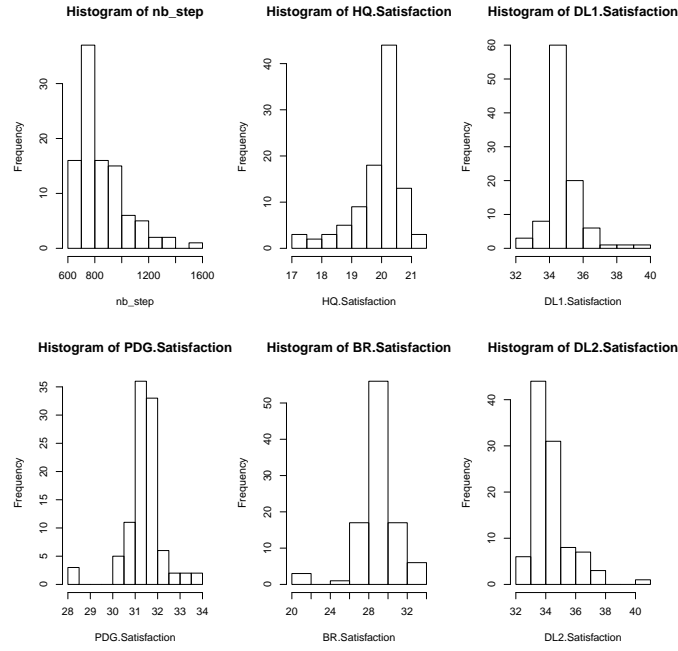 Histogram of nb_step
Frequency
0 10 20 30
600 800 1200 1600
nb_step
Histogram of HQ.Satisfaction
Frequency
0 10 20 30 40
17 18 19 20 21
HQ.Satisfaction
Histogram of DL1.Satisfaction
Frequency
0 10 20 30 40 50 60
32 34 36 38 40
DL1.Satisfaction
Histogram of PDG.Satisfaction
Frequency
0 5 10 15 20 25 30 35
28 29 30 31 32 33 34
PDG.Satisfaction
Histogram of BR.Satisfaction
Frequency
0 10 20 30 40 50
20 24 28 32
BR.Satisfaction
Histogram of DL2.Satisfaction
Frequency
0 10 20 30 40
32 34 36 38 40
DL2.Satisfaction